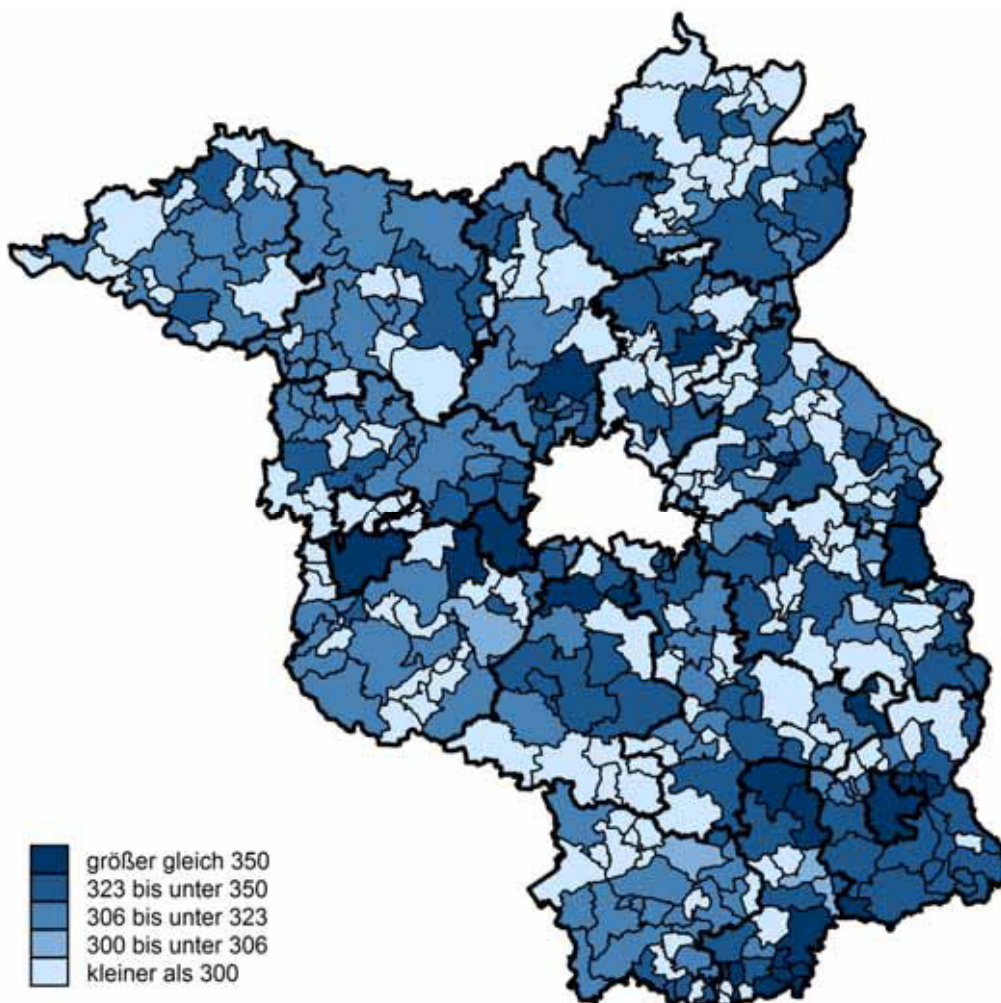 größer gleich 350
323 bis unter 350
306 bis unter 323
300 bis unter 306
kleiner als 300